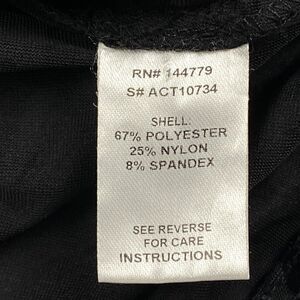 RN# 144779
S# ACT10734
SHELL:
67% POLYESTER
25% NYLON
8% SPANDEX
SEE REVERSE
FOR CARE
INSTRUCTIONS